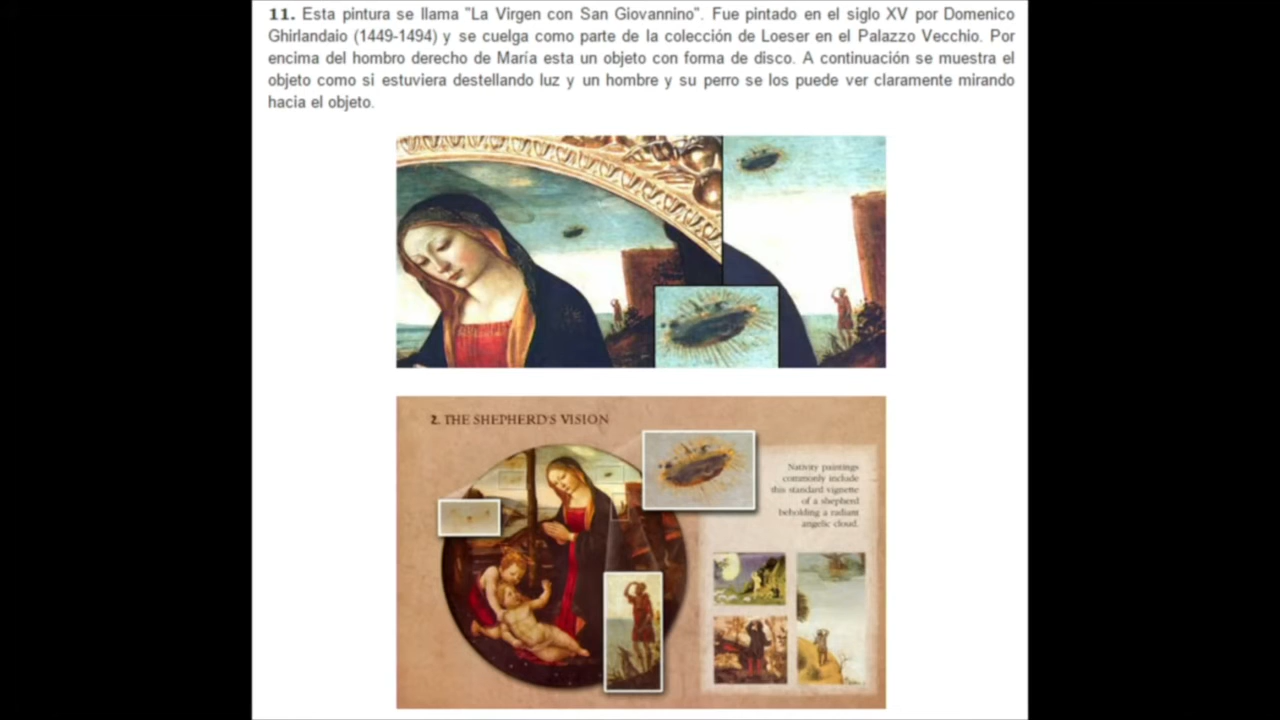 11. Esta pintura se llama "La Virgen con San Giovannino". Fue pintado en el siglo XV por Domenico
Ghirlandaio (1449-1494) y se cuelga como parte de la colección de Loeser en el Palazzo Vecchio. Por
encima del hombro derecho de María esta un objeto con forma de disco. A continuación se muestra el
objeto como si estuviera destellando luz y un hombre y su perro se los puede ver claramente mirando
hacia el objeto.
2. THE SHEPHERD'S VISION
Nativity paintings
commonly include
this standard vignette
of a shepherd
beholding a radiant
angelic cloud.